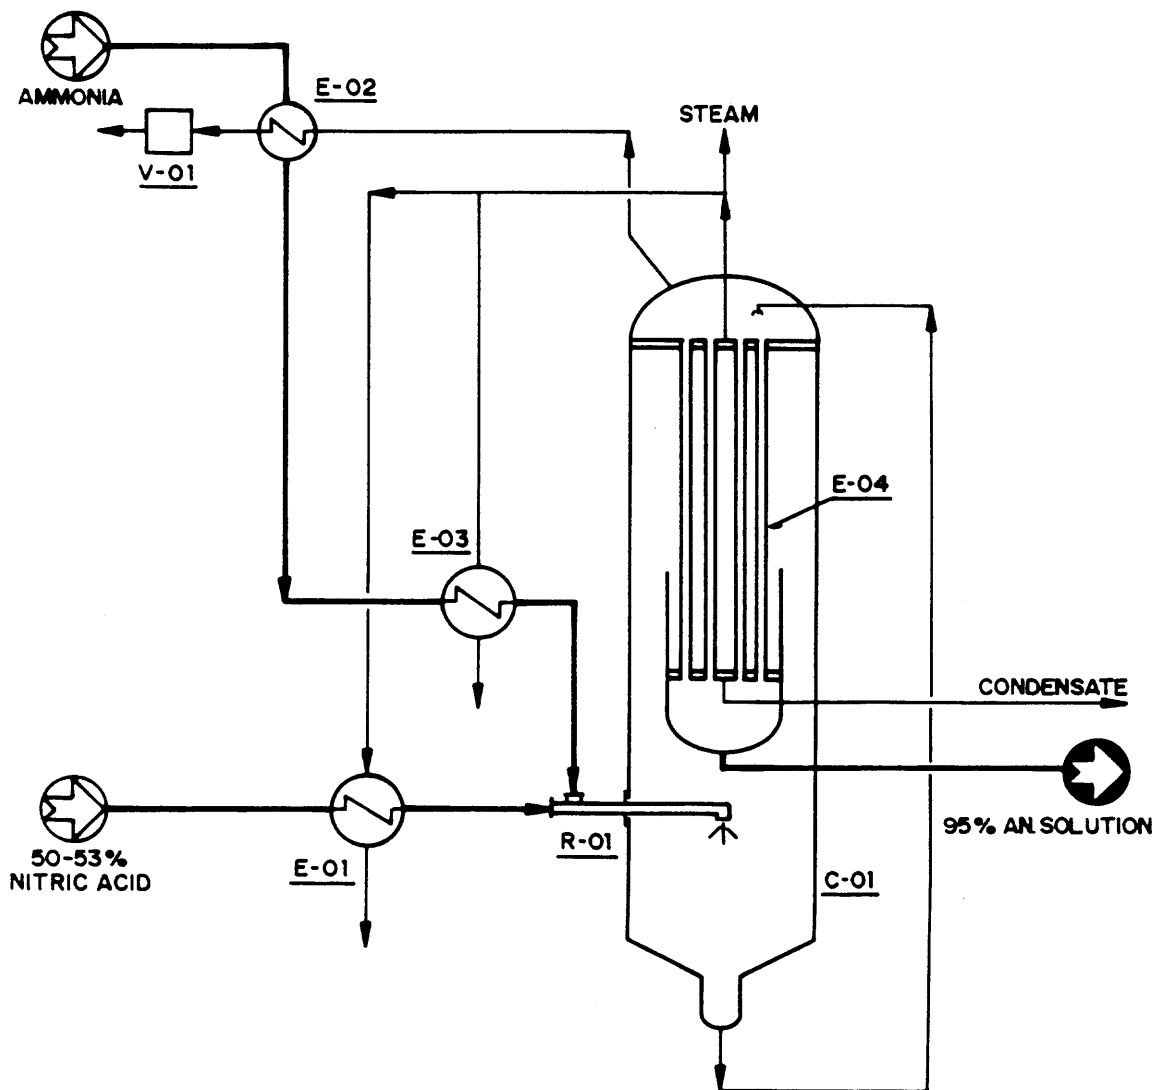 AMMONIA
E-02
V-01
STEAM
E-04
E-03
CONDENSATE
50-53%
NITRIC ACID
E-01
R-01
C-01
95% AN. SOLUTION